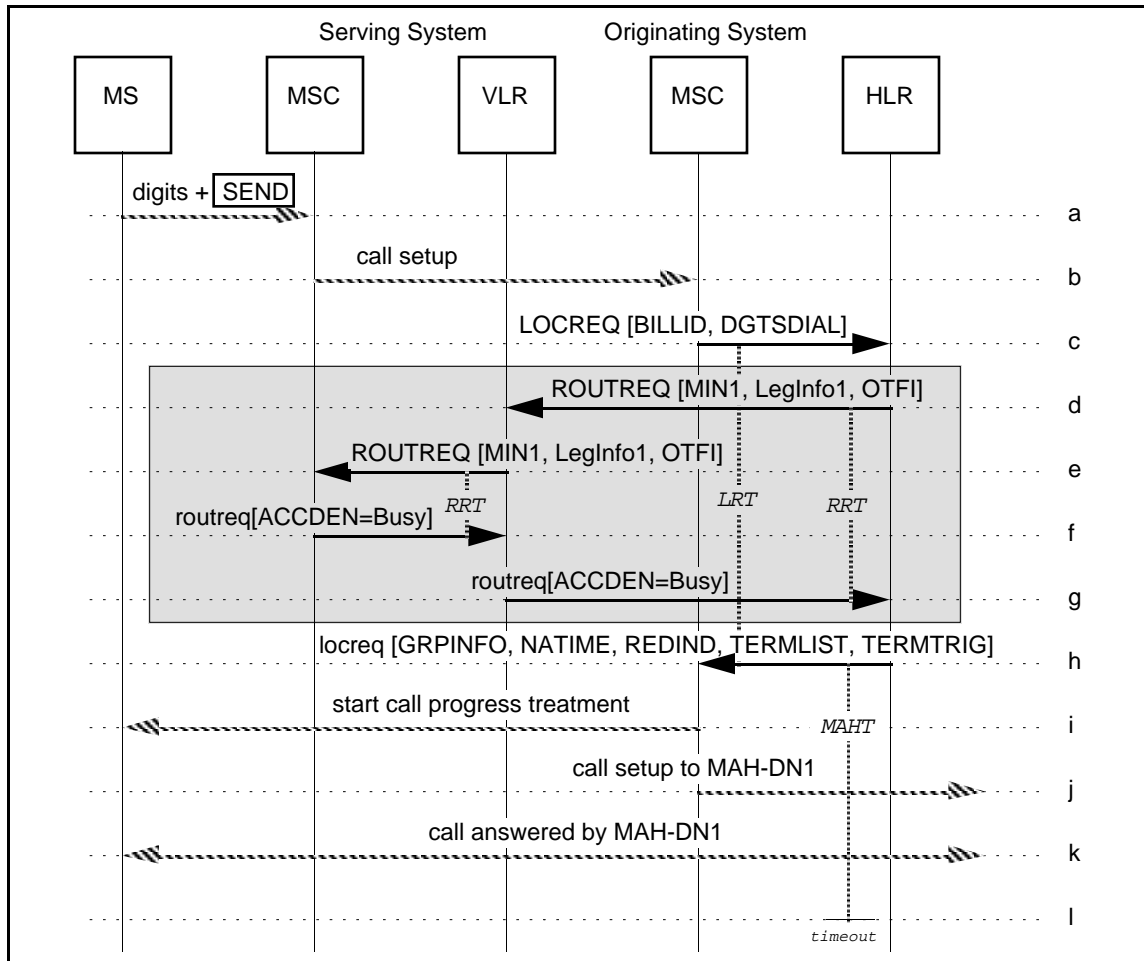 Serving System Originating System
MS MSC VLR MSC HLR
digits + SEND
a
call setup
b
LOCREQ [BILLID, DGTSDIAL]
c
ROUTREQ [MIN1, LegInfo1, OTFI]
d
ROUTREQ [MIN1, LegInfo1, OTFI]
e
RRT LRT RRT
routreq[ACCDEN=Busy]
f
routreq[ACCDEN=Busy]
g
locreq [GRPINFO, NATIME, REDIND, TERMLIST, TERMTRIG]
h
start call progress treatment
MAHT
i
call setup to MAH-DN1
j
call answered by MAH-DN1
k
l
timeout